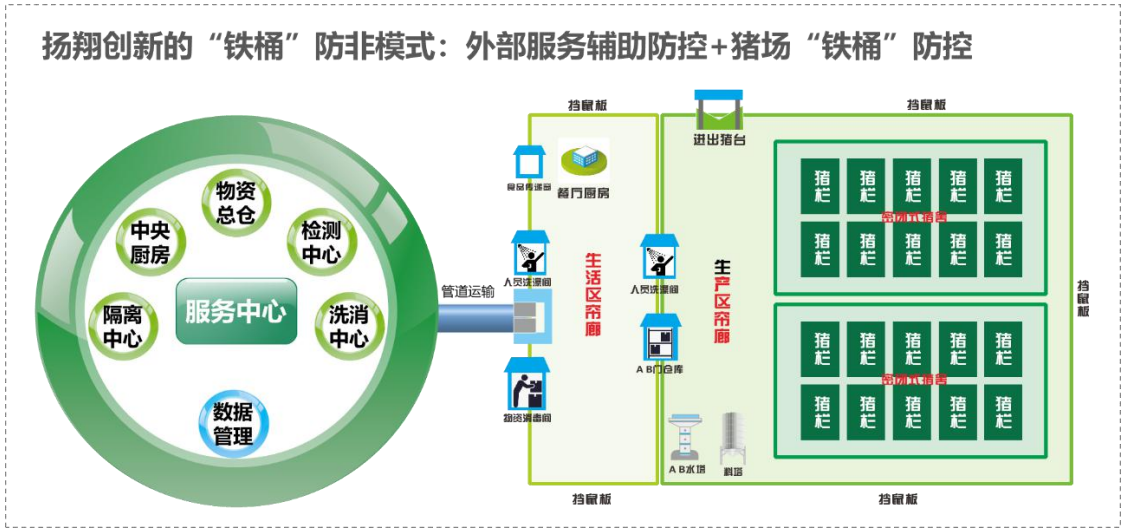 扬翔创新的“铁桶”防非模式：外部服务辅助防控+猪场“铁桶”防控
物资
总仓
中央
厨房
检测
中心
服务中心
隔离
中心
洗消
中心
数据
管理
管道运输
挡鼠板
食品传递窗
餐厅厨房
人员洗澡间
生活区帘廊
物资消毒间
挡鼠板
挡鼠板
进出猪台
人员洗澡间
生产区帘廊
AB门仓库
AB水塔
料塔
猪栏 猪栏 猪栏 猪栏 猪栏
密闭式猪舍
猪栏 猪栏 猪栏 猪栏 猪栏
挡鼠板
猪栏 猪栏 猪栏 猪栏 猪栏
密闭式猪舍
猪栏 猪栏 猪栏 猪栏 猪栏
挡鼠板